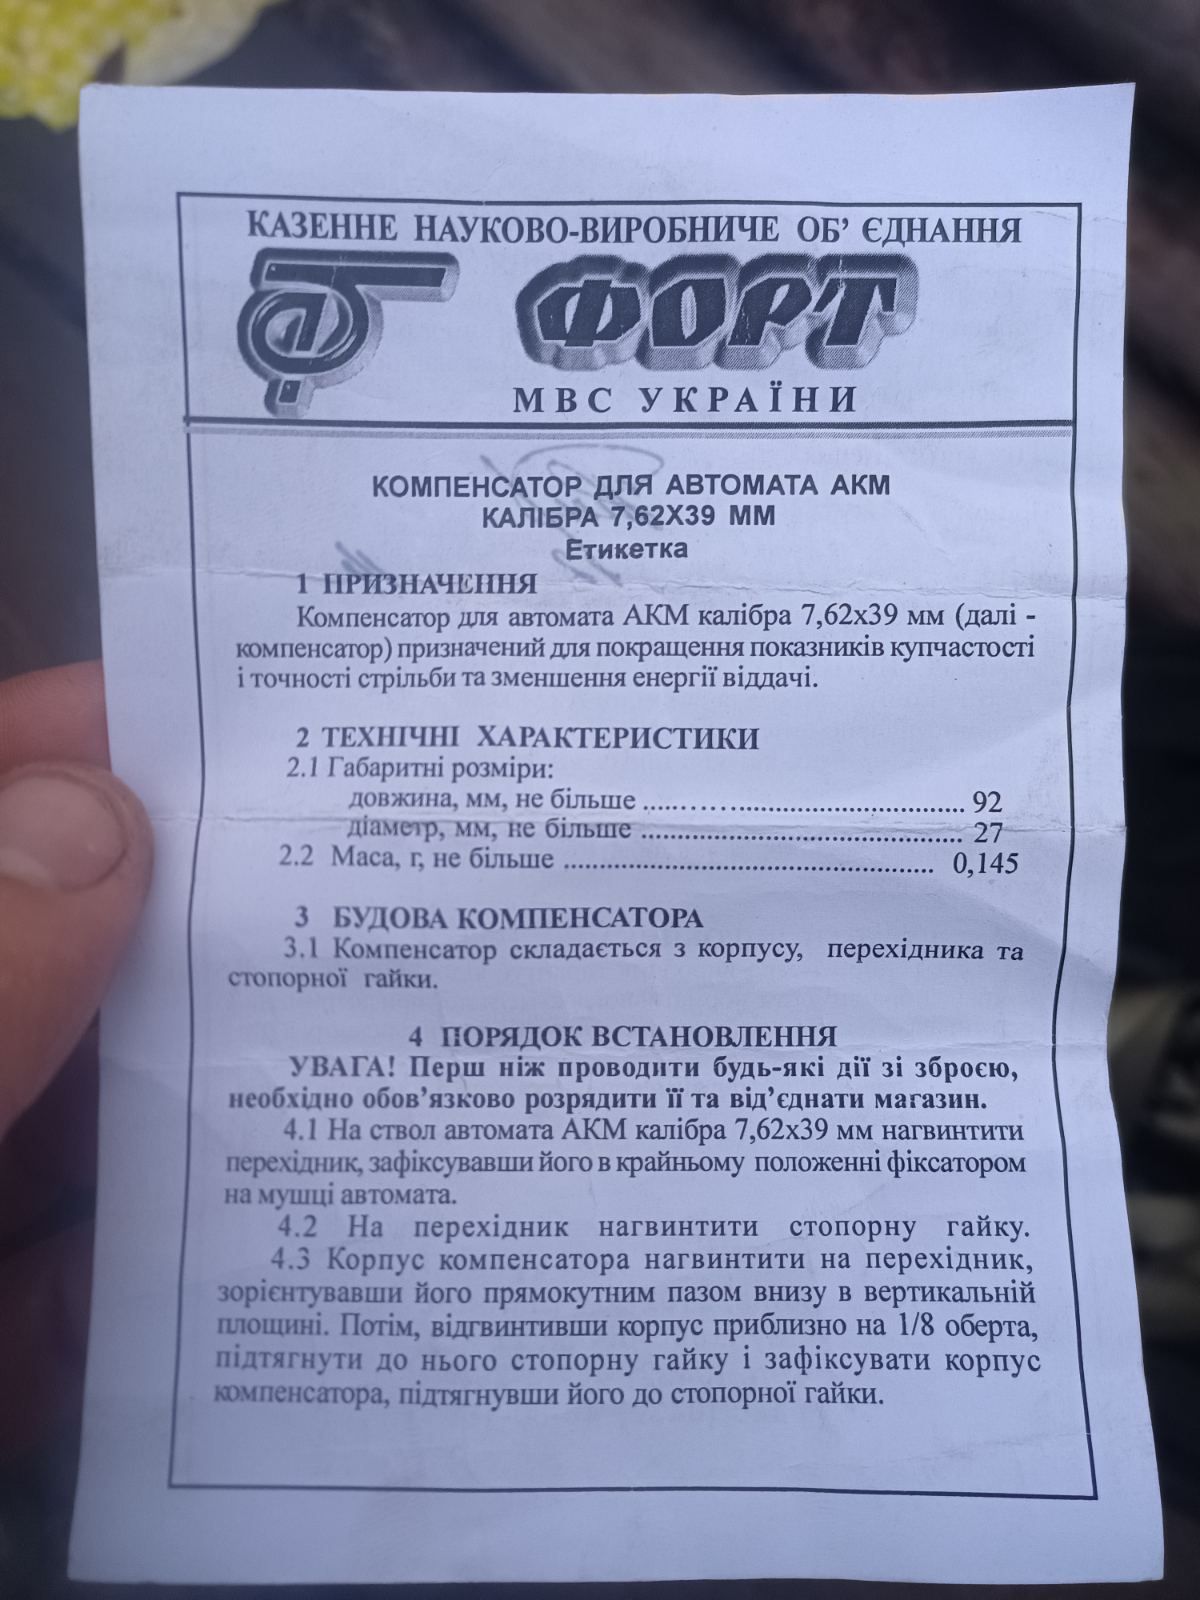 КАЗЕННЕ НАУКОВО-ВИРОБНИЧЕ ОБ’ ЄДНАННЯ
ФОРТ
МВС УКРАЇНИ
КОМПЕНСАТОР ДЛЯ АВТОМАТА АКМ
КАЛІБРА 7,62Х39 ММ
Етикетка
1 ПРИЗНАЧЕННЯ
Компенсатор для автомата АКМ калібра 7,62х39 мм (далі -
компенсатор) призначений для покращення показників купчастості
і точності стрільби та зменшення енергії віддачі.
2 ТЕХНІЧНІ ХАРАКТЕРИСТИКИ
2.1 Габаритні розміри:
довжина, мм, не більше ........................................ 92
діаметр, мм, не більше ........................................ 27
2.2 Маса, г, не більше .............................................. 0,145
3 БУДОВА КОМПЕНСАТОРА
3.1 Компенсатор складається з корпусу, перехідника та
стопорної гайки.
4 ПОРЯДОК ВСТАНОВЛЕННЯ
УВАГА! Перш ніж проводити будь-які дії зі зброєю,
необхідно обов’язково розрядити її та від’єднати магазин.
4.1 На ствол автомата АКМ калібра 7,62х39 мм нагвинтити
перехідник, зафіксувавши його в крайньому положенні фіксатором
на мушці автомата.
4.2 На перехідник нагвинтити стопорну гайку.
4.3 Корпус компенсатора нагвинтити на перехідник,
зорієнтувавши його прямокутним пазом внизу в вертикальній
площині. Потім, відгвинтивши корпус приблизно на 1/8 оберта,
підтягнути до нього стопорну гайку і зафіксувати корпус
компенсатора, підтягнувши його до стопорної гайки.